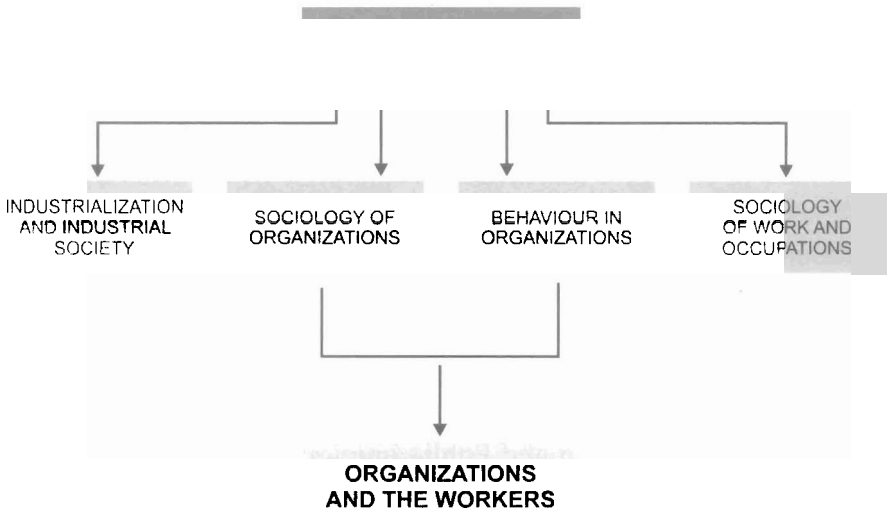 INDUSTRIALIZATION
AND INDUSTRIAL
SOCIETY
SOCIOLOGY OF
ORGANIZATIONS
BEHAVIOUR IN
ORGANIZATIONS
SOCIOLOGY
OF WORK AND
OCCUPATIONS
ORGANIZATIONS
AND THE WORKERS